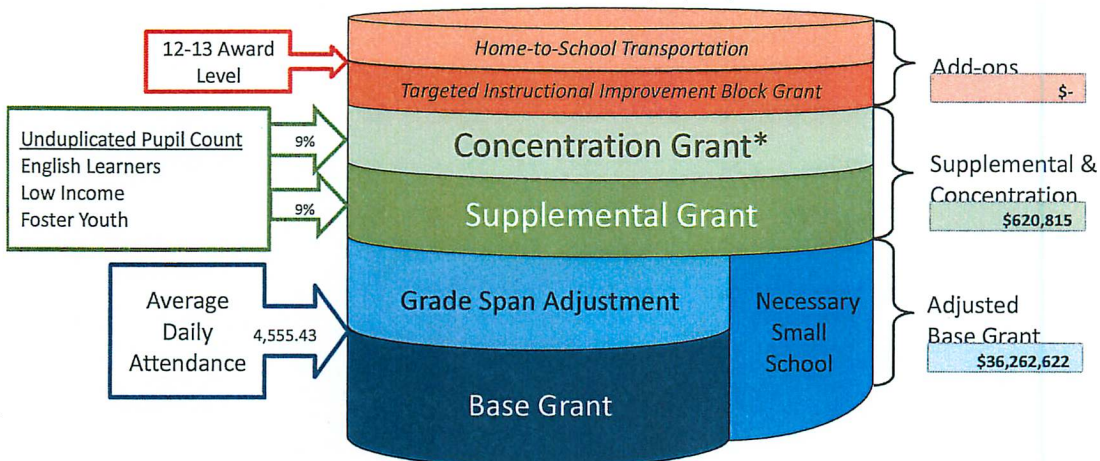 12-13 Award
Level
Home-to-School Transportation
Targeted Instructional Improvement Block Grant
Add-ons
$-
Unduplicated Pupil Count
English Learners
Low Income
Foster Youth
9%
9%
Concentration Grant*
Supplemental Grant
Supplemental &
Concentration
$620,815
Average
Daily
Attendance
4,555.43
Grade Span Adjustment
Base Grant
Necessary
Small
School
Adjusted
Base Grant
$36,262,622